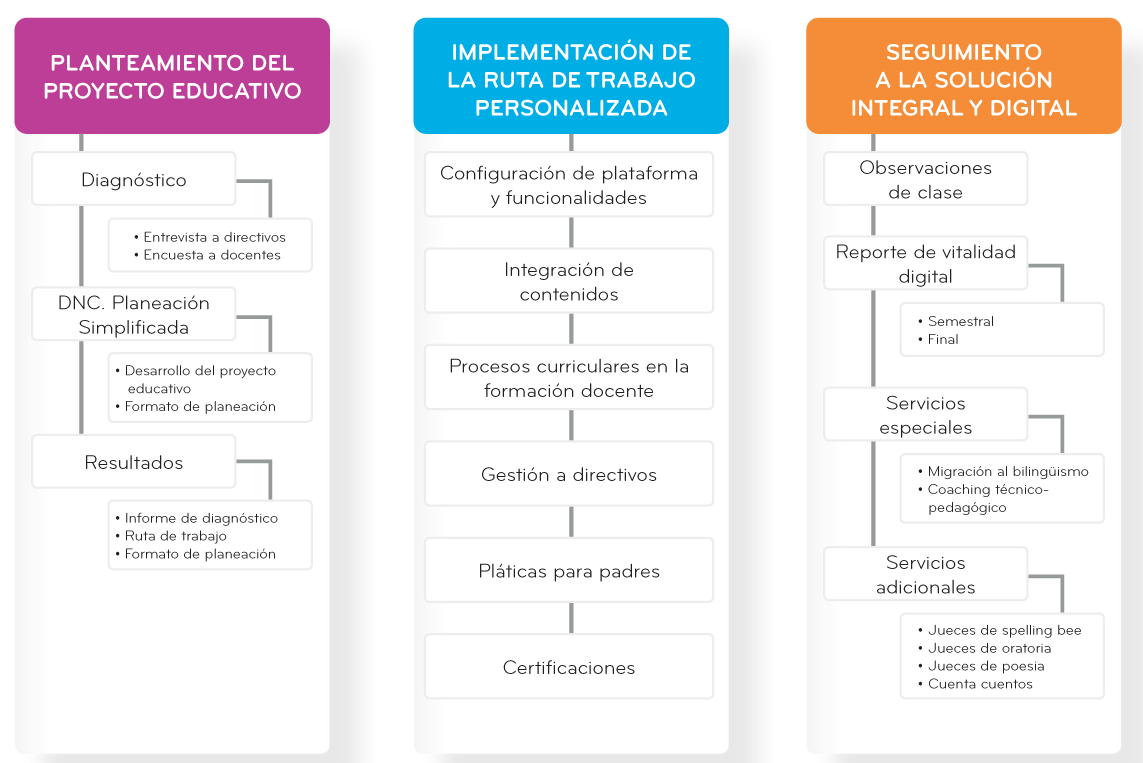 PLANTEAMIENTO DEL
PROYECTO EDUCATIVO
Diagnóstico
• Entrevista a directivos
• Encuesta a docentes
DNC. Planeación
Simplificada
• Desarrollo del proyecto
educativo
• Formato de planeación
Resultados
• Informe de diagnóstico
• Ruta de trabajo
• Formato de planeación
IMPLEMENTACIÓN DE
LA RUTA DE TRABAJO
PERSONALIZADA
Configuración de plataforma
y funcionalidades
Integración de
contenidos
Procesos curriculares en la
formación docente
Gestión a directivos
Pláticas para padres
Certificaciones
SEGUIMIENTO
A LA SOLUCIÓN
INTEGRAL Y DIGITAL
Observaciones
de clase
Reporte de vitalidad
digital
• Semestral
• Final
Servicios
especiales
• Migración al bilingüismo
• Coaching técnico-
pedagógico
Servicios
adicionales
• Jueces de spelling bee
• Jueces de oratoria
• Jueces de poesia
• Cuenta cuentos